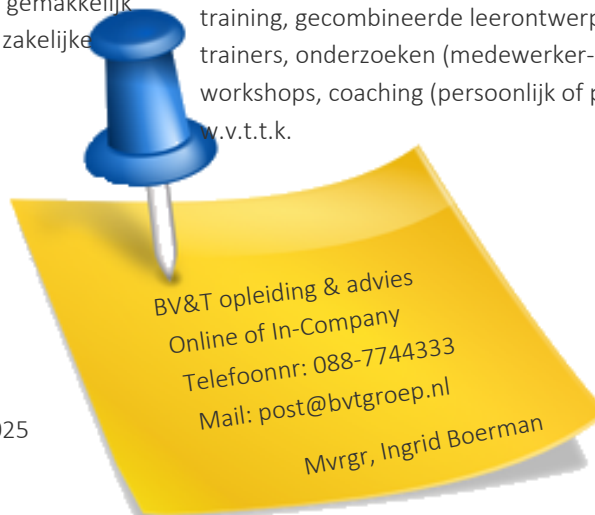 gemakkelijk
zakelijke
training, gecombineerde leerontwerp
trainers, onderzoeken (medewerker-
workshops, coaching (persoonlijk of p
w.v.t.t.k.
BV&T opleiding & advies
Online of In-Company
Telefoonnr: 088-7744333
Mail: post@bvtgroep.nl
Mvrgr, Ingrid Boerman
025